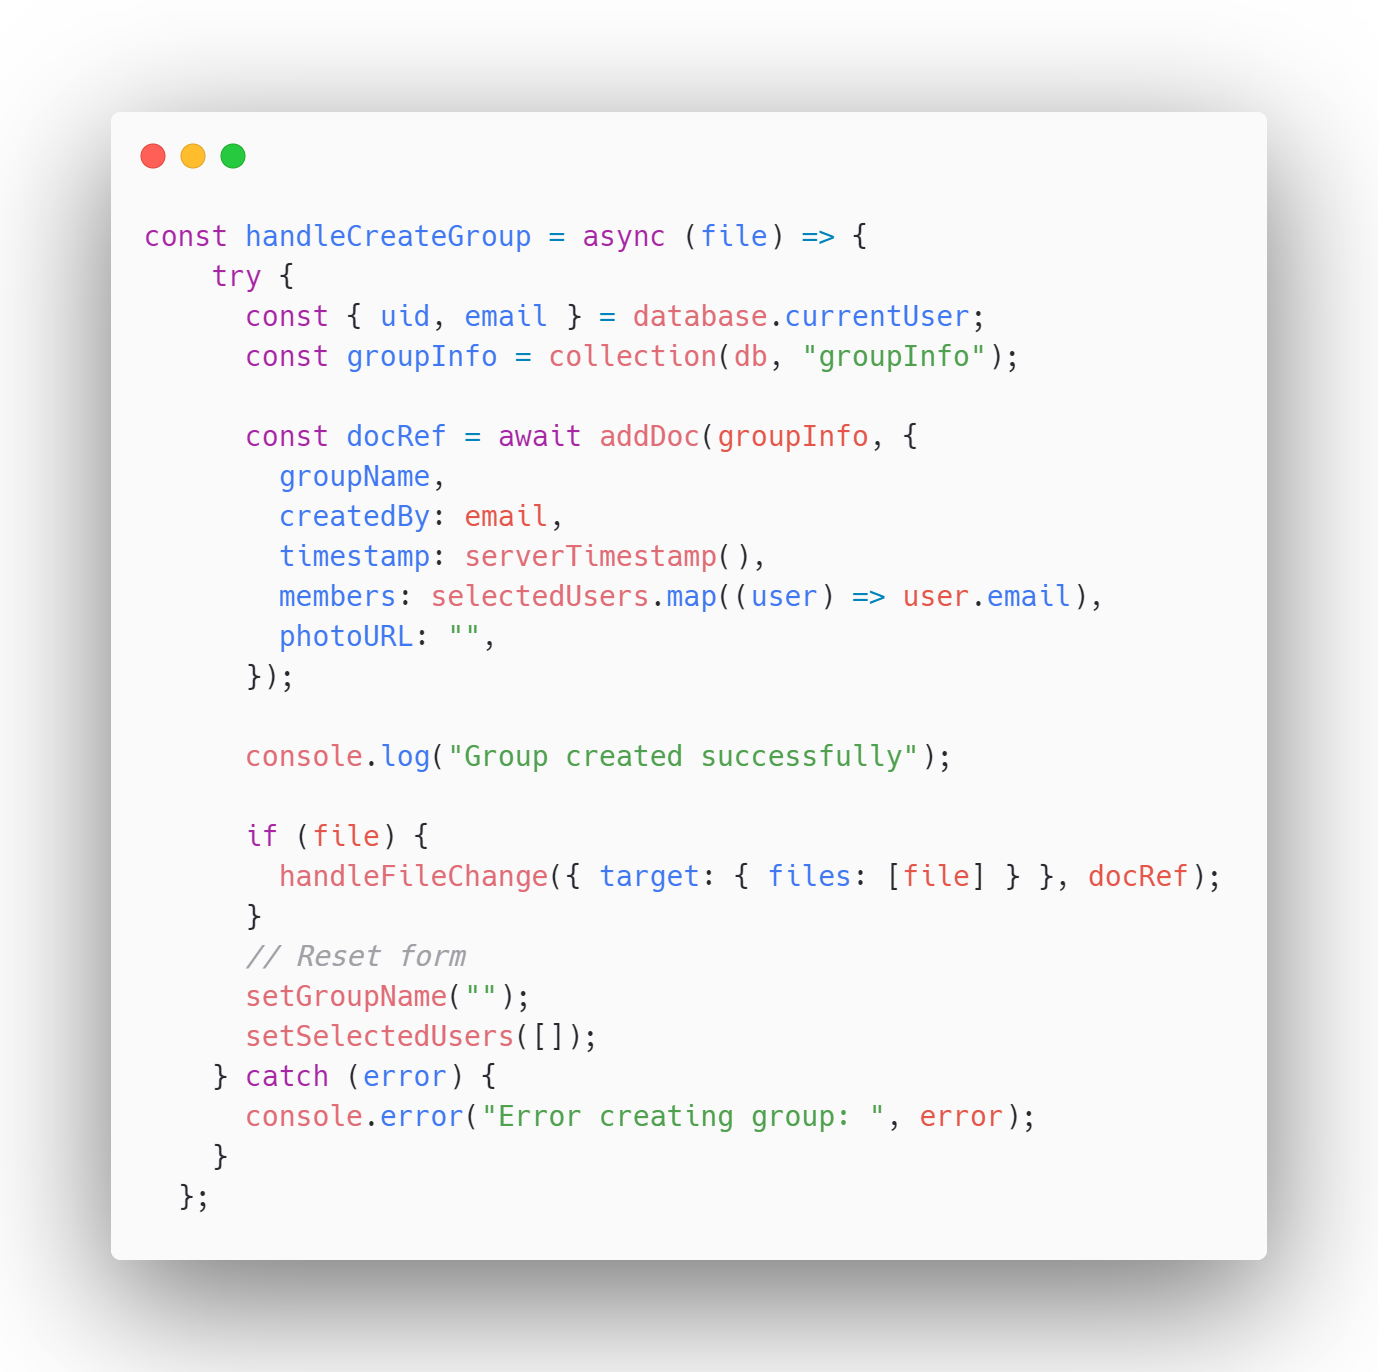 const handleCreateGroup = async (file) => {
    try {
      const { uid, email } = database.currentUser;
      const groupInfo = collection(db, "groupInfo");

      const docRef = await addDoc(groupInfo, {
        groupName,
        createdBy: email,
        timestamp: serverTimestamp(),
        members: selectedUsers.map((user) => user.email),
        photoURL: "",
      });

      console.log("Group created successfully");

      if (file) {
        handleFileChange({ target: { files: [file] } }, docRef);
      }
      // Reset form
      setGroupName("");
      setSelectedUsers([]);
    } catch (error) {
      console.error("Error creating group: ", error);
    }
  };